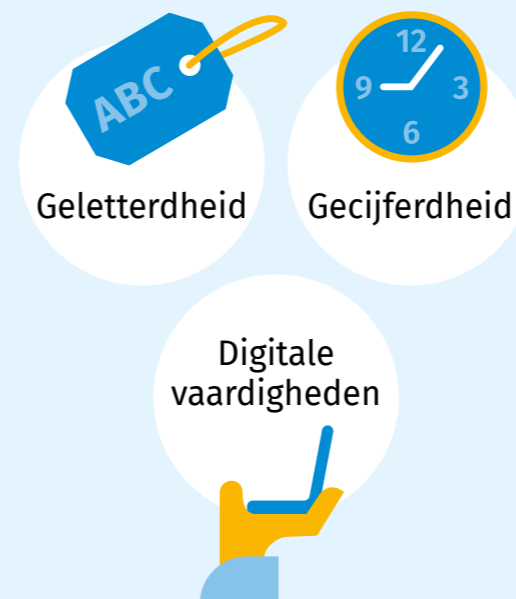 ABC
12
9
3
6
Geletterdheid
Gecijferdheid
Digitale
vaardigheden